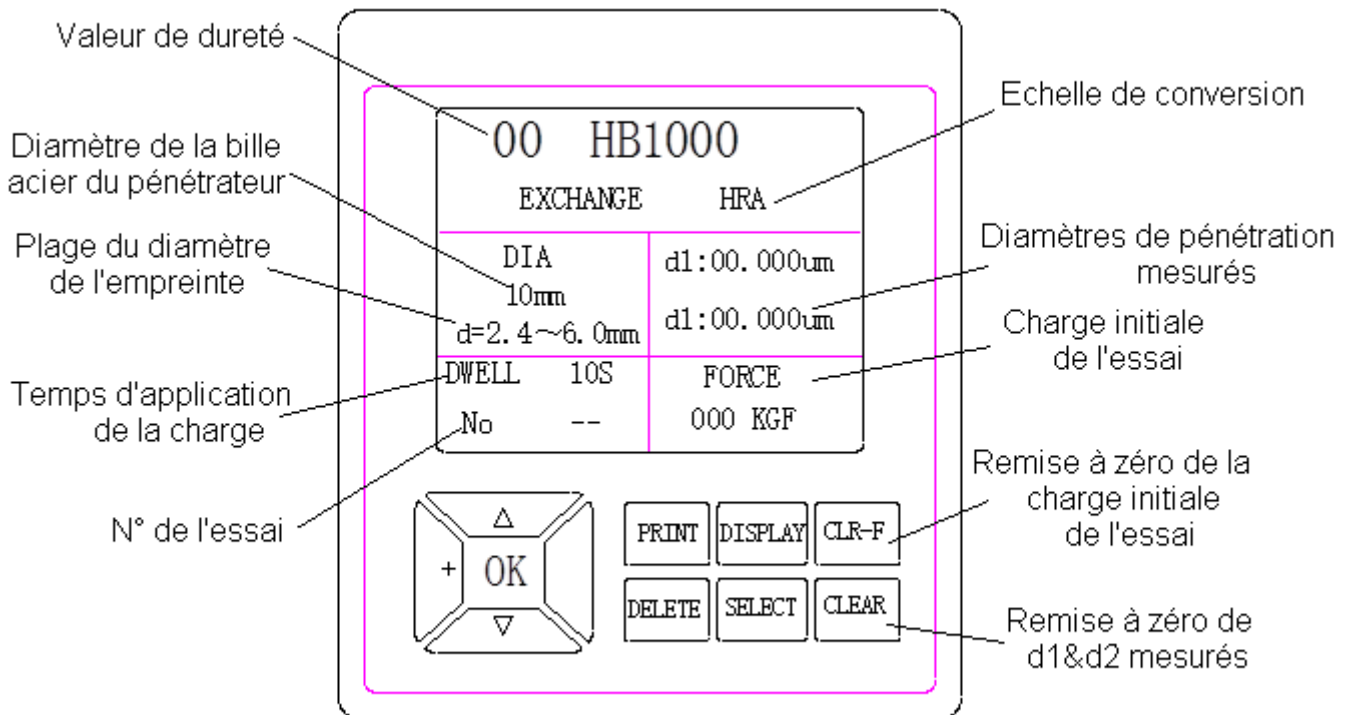 Valeur de dureté
Diamètre de la bille
acier du pénétrateur
Plage du diamètre
de l'empreinte
Temps d'application
de la charge
N° de l'essai
00 HB1000
EXCHANGE HRA
DIA
10mm
d=2.4~6.0mm
d1:00.000um
d1:00.000um
DWELL 10S
No --
FORCE
000 KGF
OK
+
PRINT DISPLAY CLR-F
DELETE SELECT CLEAR
Echelle de conversion
Diamètres de pénétration
mesurés
Charge initiale
de l'essai
Remise à zéro de la
charge initiale
de l'essai
Remise à zéro de
d1&d2 mesurés